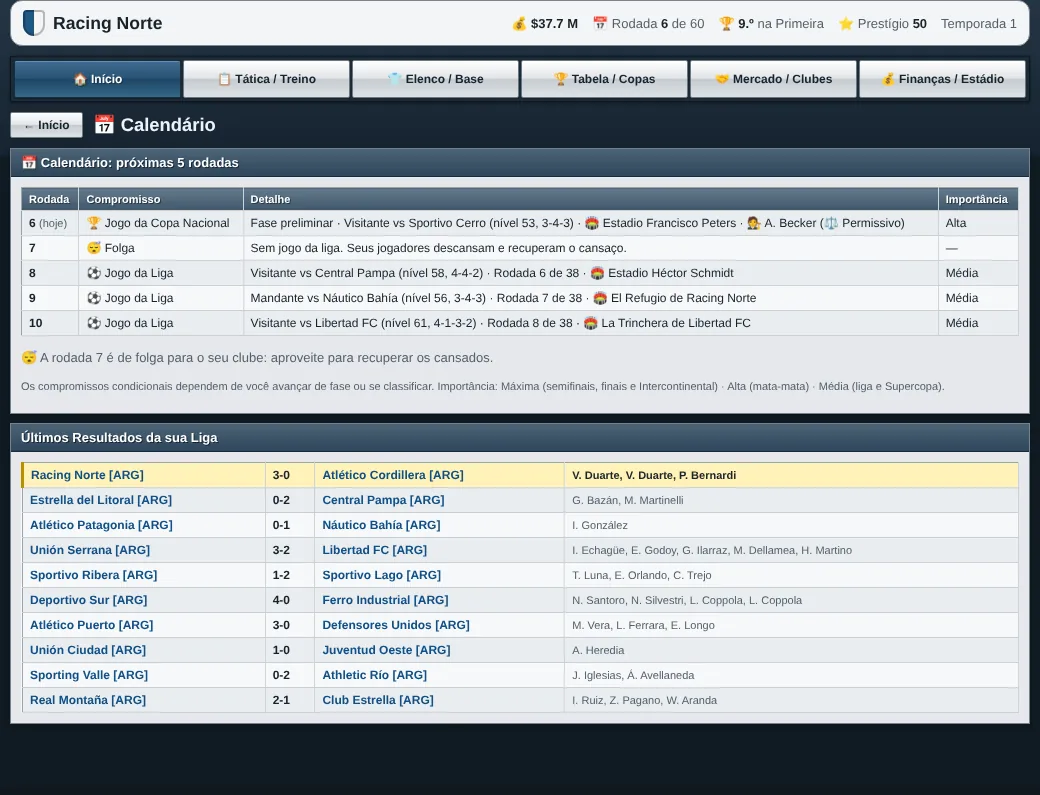 Racing Norte $37.7 M Rodada 6 de 60 9.º na Primeira Prestígio 50 Temporada 1
Início Tática / Treino Elenco / Base Tabela / Copas Mercado / Clubes Finanças / Estádio
← Início Calendário
Calendário: próximas 5 rodadas
Rodada Compromisso Detalhe Importância
6 (hoje) Jogo da Copa Nacional Fase preliminar · Visitante vs Sportivo Cerro (nível 53, 3-4-3) · Estadio Francisco Peters · A. Becker (Permissivo) Alta
7 Folga Sem jogo da liga. Seus jogadores descansam e recuperam o cansaço. —
8 Jogo da Liga Visitante vs Central Pampa (nível 58, 4-4-2) · Rodada 6 de 38 · Estadio Héctor Schmidt Média
9 Jogo da Liga Mandante vs Náutico Bahía (nível 56, 3-4-3) · Rodada 7 de 38 · El Refugio de Racing Norte Média
10 Jogo da Liga Visitante vs Libertad FC (nível 61, 4-1-3-2) · Rodada 8 de 38 · La Trinchera de Libertad FC Média
A rodada 7 é de folga para o seu clube: aproveite para recuperar os cansados.
Os compromissos condicionais dependem de você avançar de fase ou se classificar. Importância: Máxima (semifinais, finais e Intercontinental) · Alta (mata-mata) · Média (liga e Supercopa).
Últimos Resultados da sua Liga
Racing Norte [ARG] 3-0 Atlético Cordillera [ARG] V. Duarte, V. Duarte, P. Bernardi
Estrella del Litoral [ARG] 0-2 Central Pampa [ARG] G. Bazán, M. Martinelli
Atlético Patagonia [ARG] 0-1 Náutico Bahía [ARG] I. González
Unión Serrana [ARG] 3-2 Libertad FC [ARG] I. Echagüe, E. Godoy, G. Ilarraz, M. Dellamea, H. Martino
Sportivo Ribera [ARG] 1-2 Sportivo Lago [ARG] T. Luna, E. Orlando, C. Trejo
Deportivo Sur [ARG] 4-0 Ferro Industrial [ARG] N. Santoro, N. Silvestri, L. Coppola, L. Coppola
Atlético Puerto [ARG] 3-0 Defensores Unidos [ARG] M. Vera, L. Ferrara, E. Longo
Unión Ciudad [ARG] 1-0 Juventud Oeste [ARG] A. Heredia
Sporting Valle [ARG] 0-2 Athletic Río [ARG] J. Iglesias, Á. Avellaneda
Real Montaña [ARG] 2-1 Club Estrella [ARG] I. Ruiz, Z. Pagano, W. Aranda